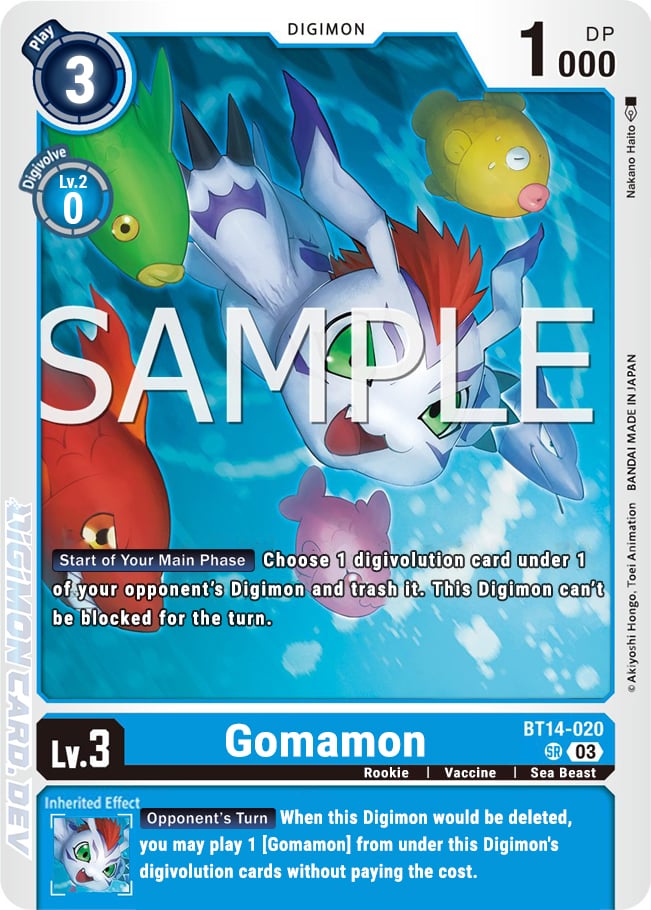 DIGIMON
Play
3
1000
DP
Digivolve
Lv.2
0
Nakano Haito
SAMPLE
© Akiyoshi Hongo, Toei Animation BANDAI MADE IN JAPAN
DIGIMON CARD.DEV
Start of Your Main Phase Choose 1 digivolution card under 1
of your opponent's Digimon and trash it. This Digimon can't
be blocked for the turn.
Lv.3
Gomamon
BT14-020
SR 03
Rookie | Vaccine | Sea Beast
Inherited Effect
Opponent's Turn When this Digimon would be deleted,
you may play 1 [Gomamon] from under this Digimon's
digivolution cards without paying the cost.